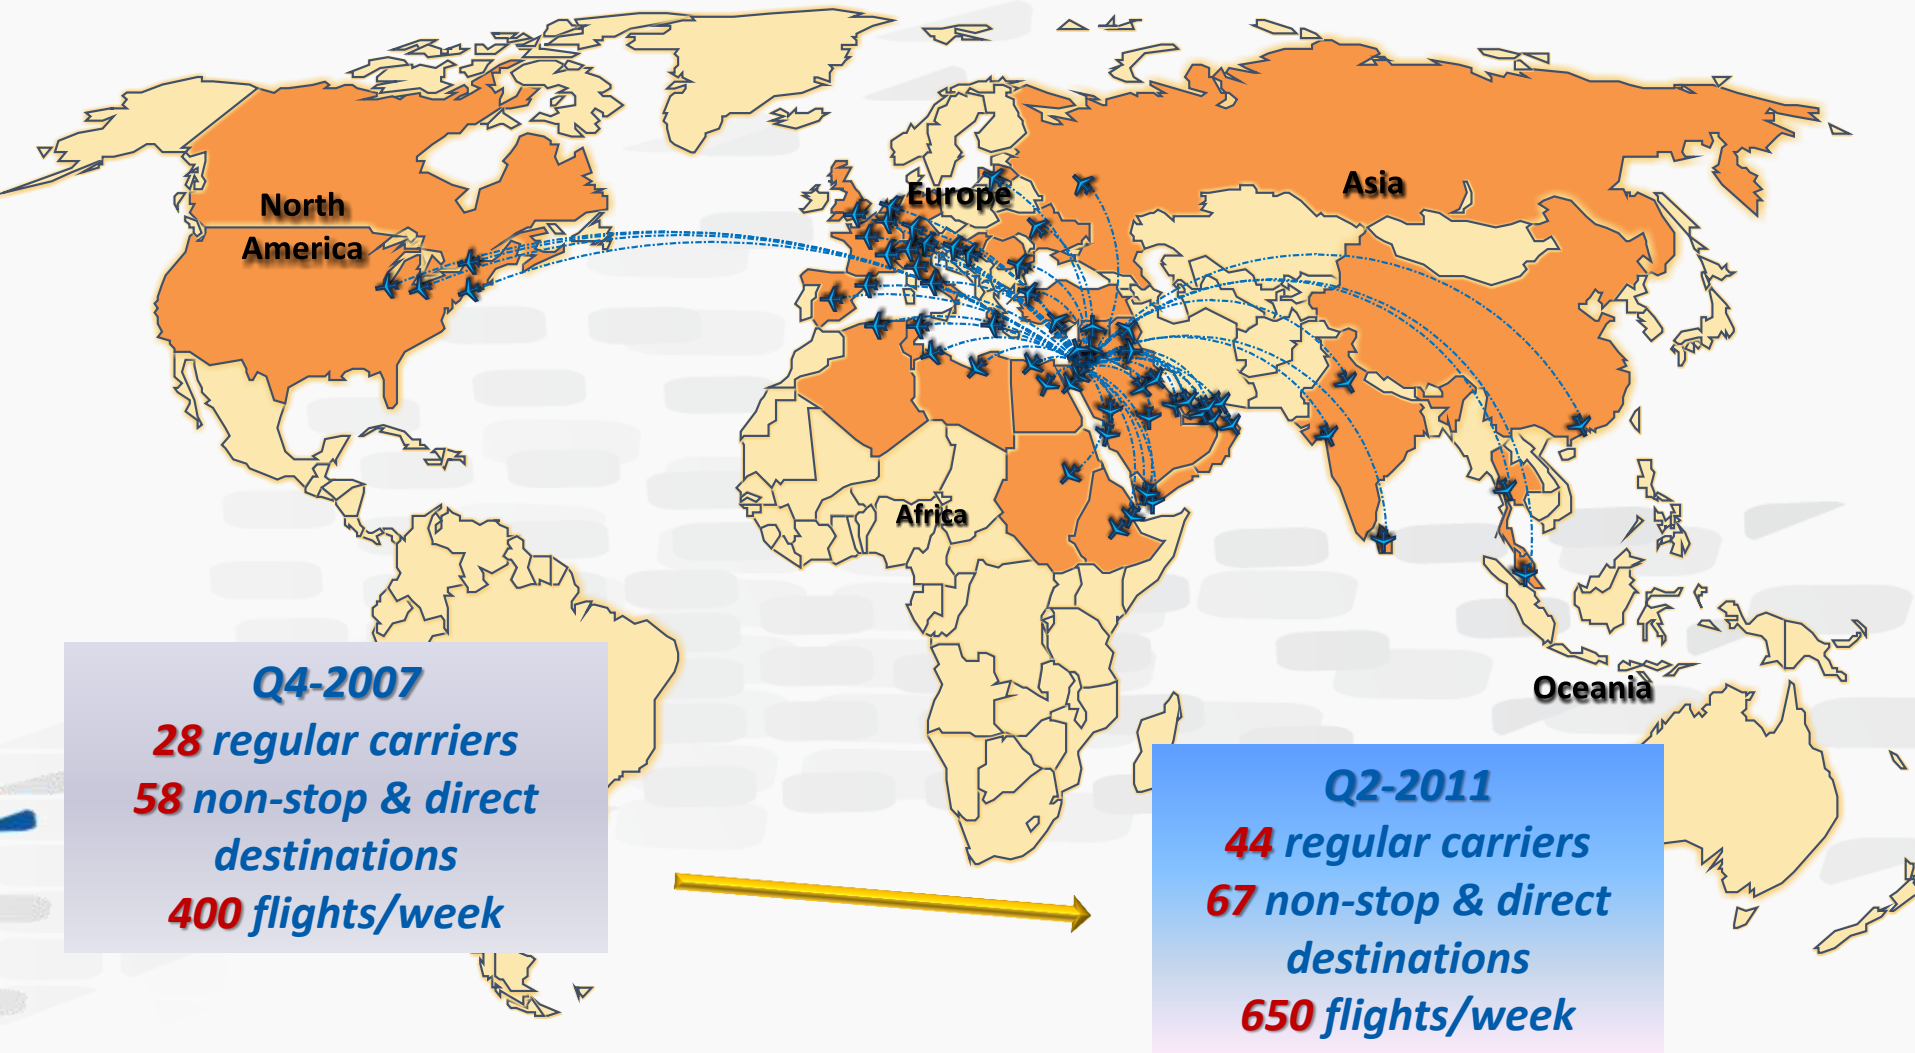 North
America
Europe
Asia
Africa
Oceania
Q4-2007
28 regular carriers
58 non-stop & direct
destinations
400 flights/week
Q2-2011
44 regular carriers
67 non-stop & direct
destinations
650 flights/week